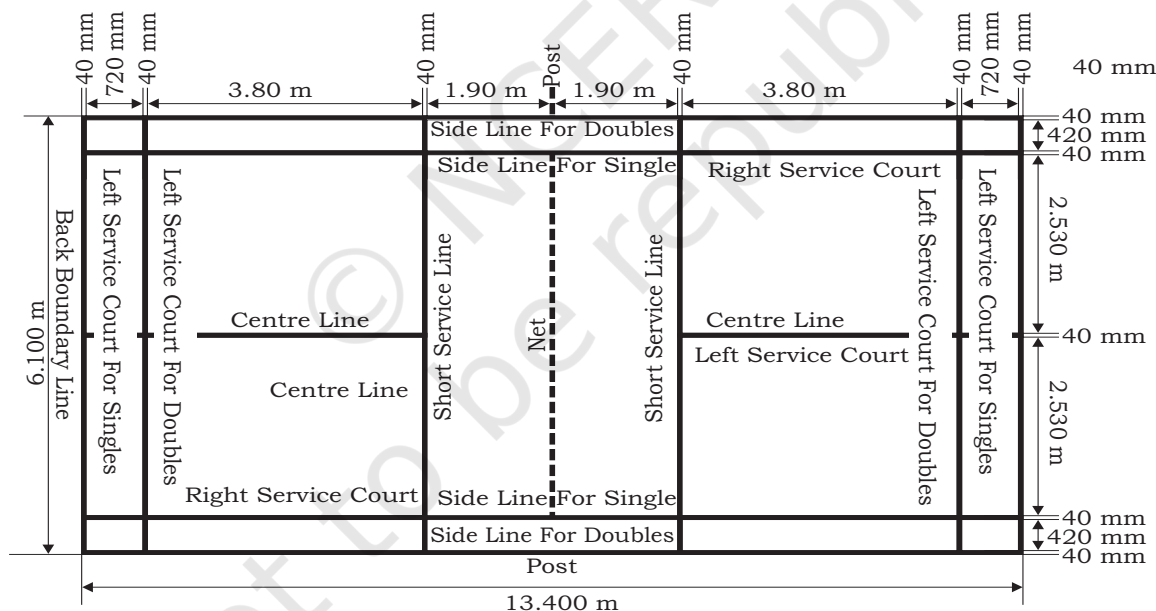 40 mm
720 mm
40 mm
40 mm
Post
40 mm
40 mm
720 mm
40 mm
40 mm
3.80 m
1.90 m
1.90 m
3.80 m
Side Line For Doubles
40 mm
420 mm
40 mm
Side Line For Single
Right Service Court
Back Boundary Line
6.100 m
Left Service Court For Singles
Left Service Court For Doubles
Short Service Line
Net
Short Service Line
Left Service Court For Doubles
Left Service Court For Singles
2.530 m
Centre Line
Centre Line
40 mm
Left Service Court
Centre Line
2.530 m
Right Service Court
Side Line For Single
40 mm
Side Line For Doubles
420 mm
40 mm
Post
13.400 m
to be republi